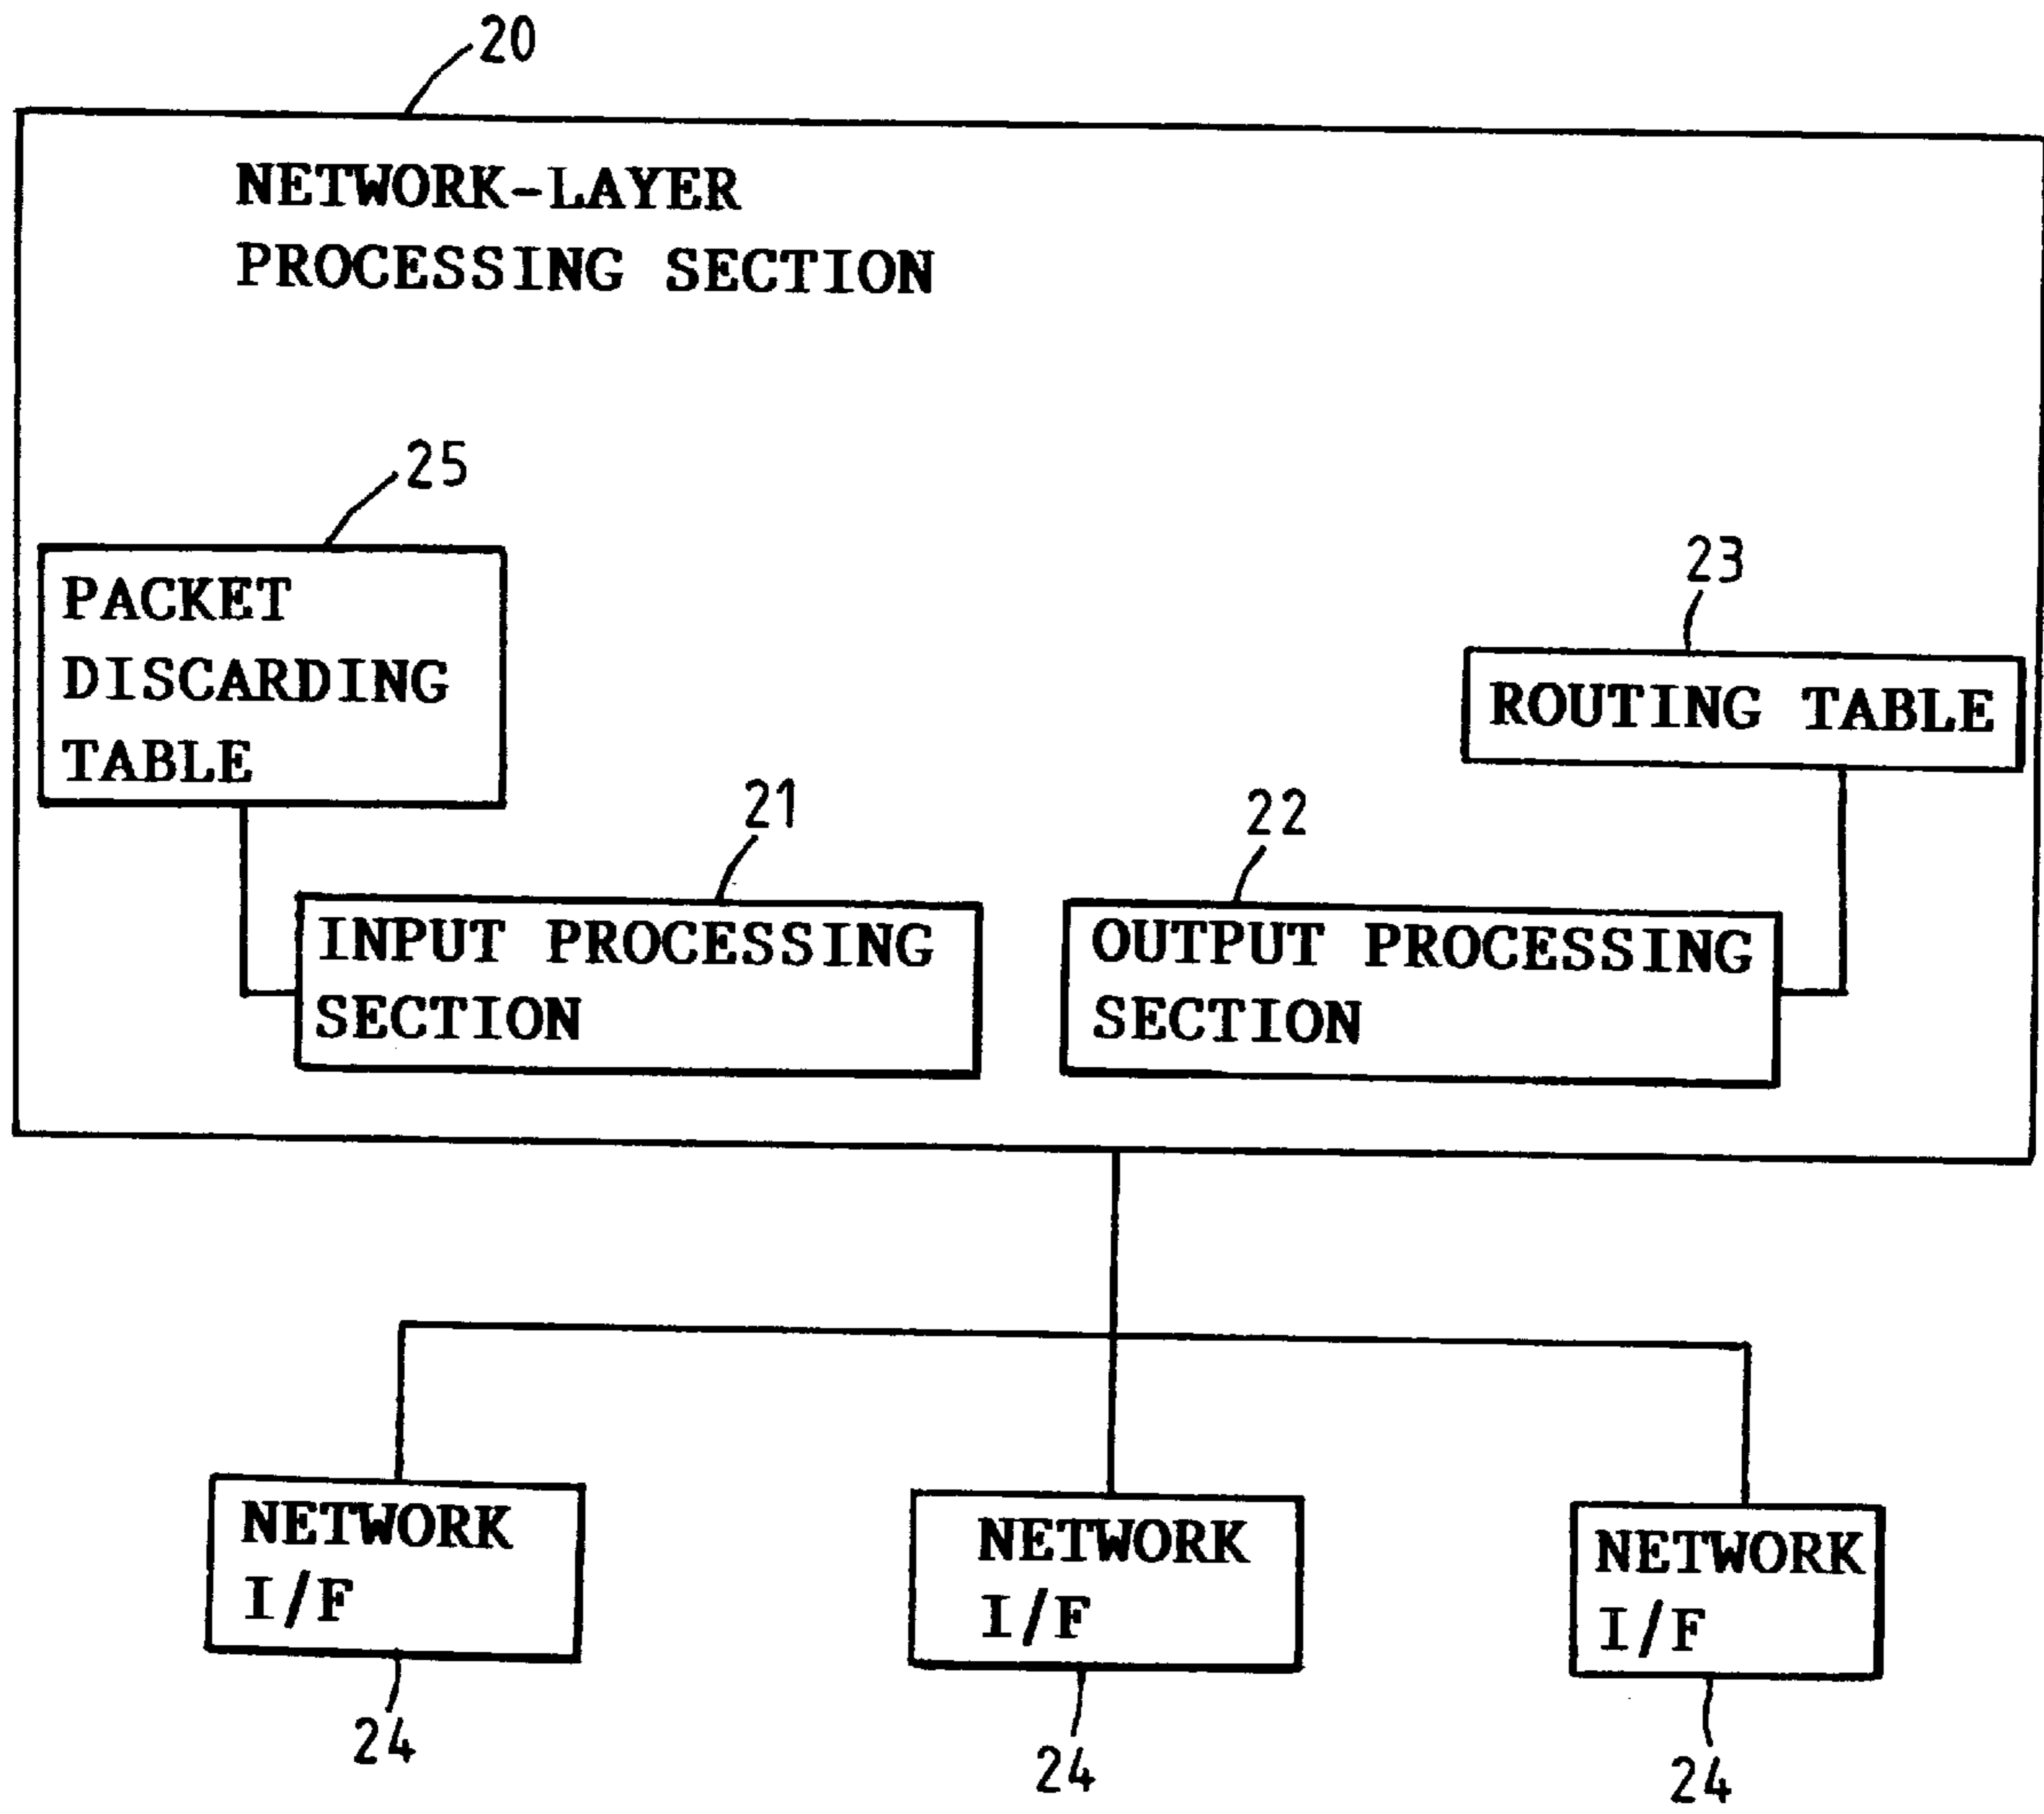 20
NETWORK-LAYER
PROCESSING SECTION
25
PACKET
DISCARDING
TABLE
23
ROUTING TABLE
21
INPUT PROCESSING
SECTION
22
OUTPUT PROCESSING
SECTION
NETWORK
I/F
24
NETWORK
I/F
24
NETWORK
I/F
24